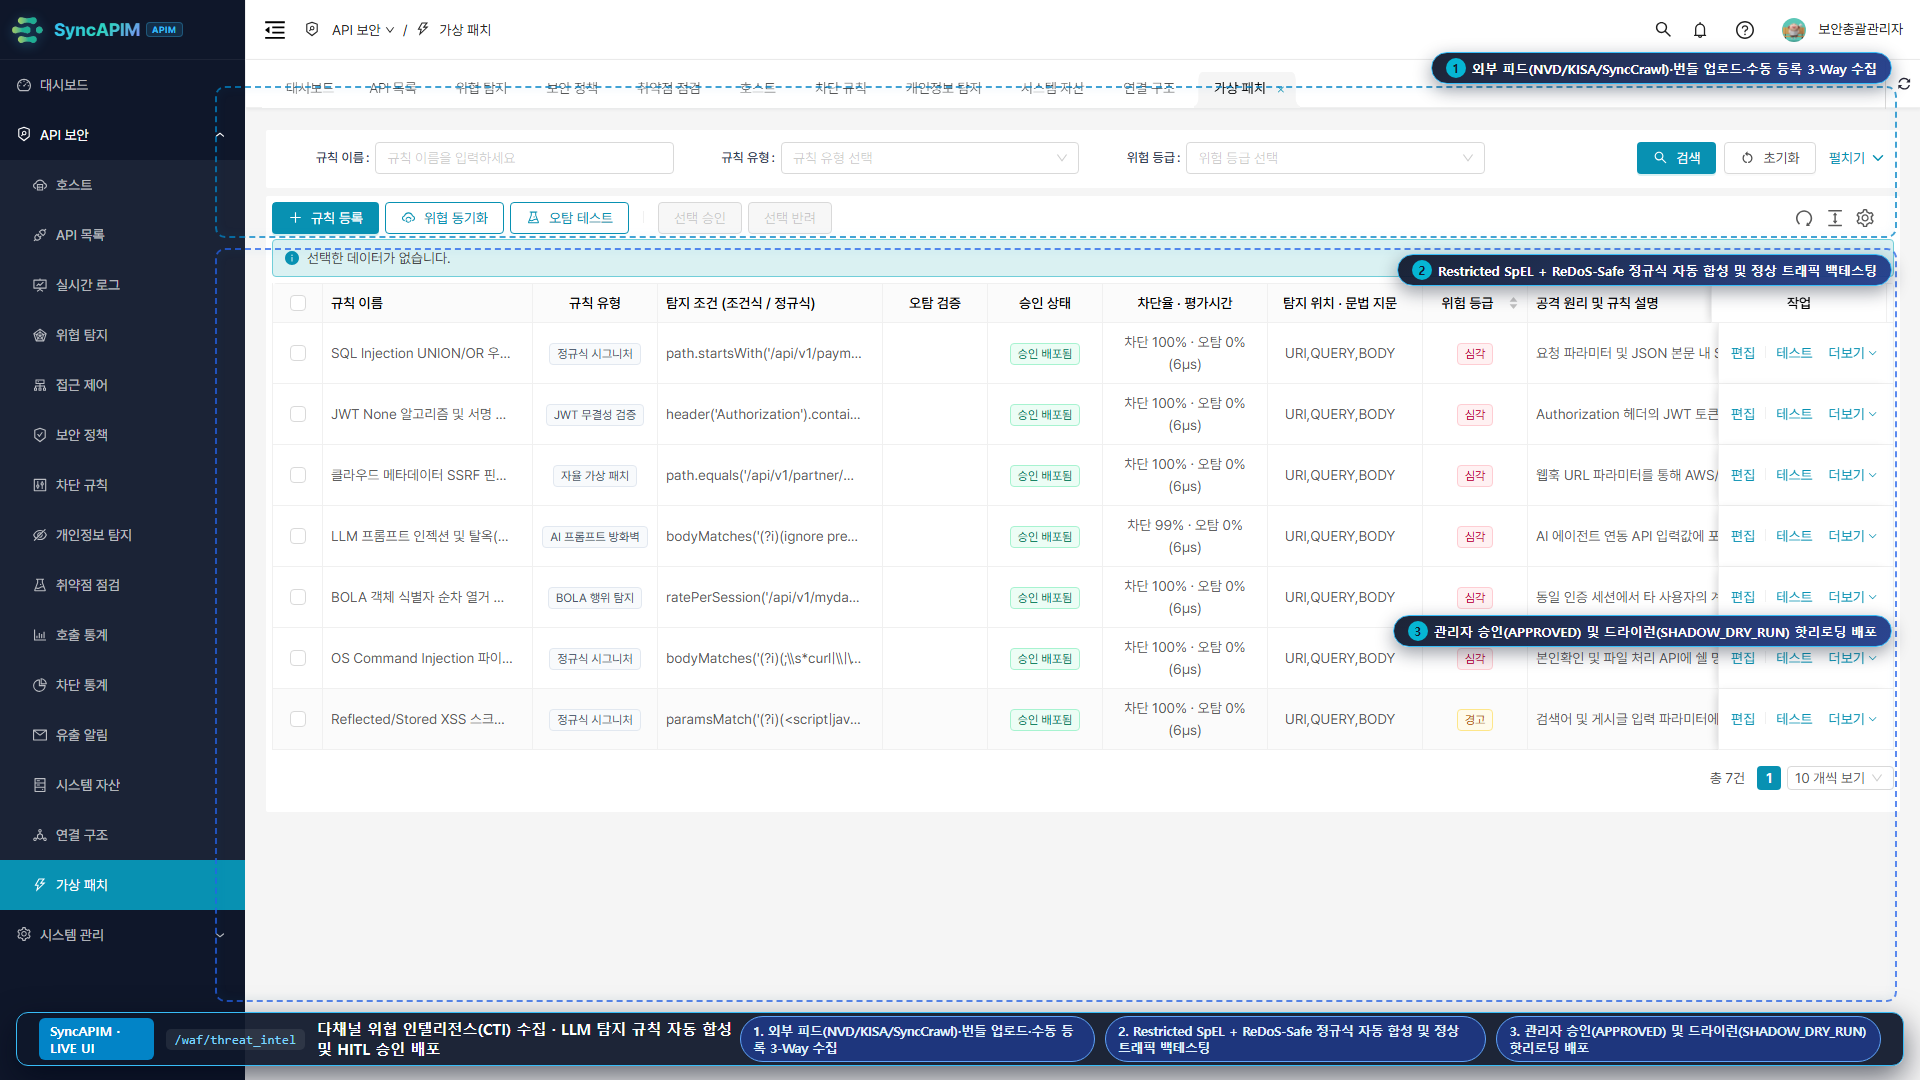 SyncAPIM APIM
API 보안 / 가상 패치
보안총괄관리자
1 외부 피드(NVD/KISA/SyncCrawl)·번들 업로드·수동 등록 3-Way 수집
대시보드
API 보안
호스트
API 목록
실시간 로그
위협 탐지
접근 제어
보안 정책
차단 규칙
개인정보 탐지
취약점 점검
호출 통계
차단 통계
유출 알림
시스템 자산
연결 구조
가상 패치
시스템 관리
대시보드 API 목록 위협 탐지 보안 정책 취약점 점검 호스트 차단 규칙 개인정보 탐지 시스템 자산 연결 구조 가상 패치 ×
규칙 이름: 규칙 이름을 입력하세요 규칙 유형: 규칙 유형 선택 위험 등급: 위험 등급 선택 검색 초기화 펼치기
규칙 등록 위협 동기화 오탐 테스트 선택 승인 선택 반려
선택한 데이터가 없습니다.
2 Restricted SpEL + ReDoS-Safe 정규식 자동 합성 및 정상 트래픽 백테스팅
규칙 이름 규칙 유형 탐지 조건 (조건식 / 정규식) 오탐 검증 승인 상태 차단율 · 평가시간 탐지 위치 · 문법 지문 위험 등급 공격 원리 및 규칙 설명 작업
SQL Injection UNION/OR 우... 정규식 시그니처 path.startsWith('/api/v1/paym... 승인 배포됨 차단 100% · 오탐 0% (6μs) URI,QUERY,BODY 심각 요청 파라미터 및 JSON 본문 내 S 편집 테스트 더보기
JWT None 알고리즘 및 서명 ... JWT 무결성 검증 header('Authorization').contai... 승인 배포됨 차단 100% · 오탐 0% (6μs) URI,QUERY,BODY 심각 Authorization 헤더의 JWT 토큰 편집 테스트 더보기
클라우드 메타데이터 SSRF 핀... 자율 가상 패치 path.equals('/api/v1/partner/... 승인 배포됨 차단 100% · 오탐 0% (6μs) URI,QUERY,BODY 심각 웹훅 URL 파라미터를 통해 AWS/ 편집 테스트 더보기
LLM 프롬프트 인젝션 및 탈옥(... AI 프롬프트 방화벽 bodyMatches('(?i)(ignore pre... 승인 배포됨 차단 99% · 오탐 0% (6μs) URI,QUERY,BODY 심각 AI 에이전트 연동 API 입력값에 포 편집 테스트 더보기
BOLA 객체 식별자 순차 열거 ... BOLA 행위 탐지 ratePerSession('/api/v1/myda... 승인 배포됨 차단 100% · 오탐 0% (6μs) URI,QUERY,BODY 심각 동일 인증 세션에서 타 사용자의 계 편집 테스트 더보기
3 관리자 승인(APPROVED) 및 드라이런(SHADOW_DRY_RUN) 핫리로딩 배포
OS Command Injection 파이... 정규식 시그니처 bodyMatches('(?i)(;\\s*curl|\\|\... 승인 배포됨 차단 100% · 오탐 0% (6μs) URI,QUERY,BODY 심각 본인확인 및 파일 처리 API에 쉘 명 편집 테스트 더보기
Reflected/Stored XSS 스크... 정규식 시그니처 paramsMatch('(?i)(<script|jav... 승인 배포됨 차단 100% · 오탐 0% (6μs) URI,QUERY,BODY 경고 검색어 및 게시글 입력 파라미터에 편집 테스트 더보기
총 7건 1 10 개씩 보기
SyncAPIM · LIVE UI
/waf/threat_intel
다채널 위협 인텔리전스(CTI) 수집 · LLM 탐지 규칙 자동 합성
및 HITL 승인 배포
1. 외부 피드(NVD/KISA/SyncCrawl)·번들 업로드·수동 등
록 3-Way 수집
2. Restricted SpEL + ReDoS-Safe 정규식 자동 합성 및 정상
트래픽 백테스팅
3. 관리자 승인(APPROVED) 및 드라이런(SHADOW_DRY_RUN)
핫리로딩 배포